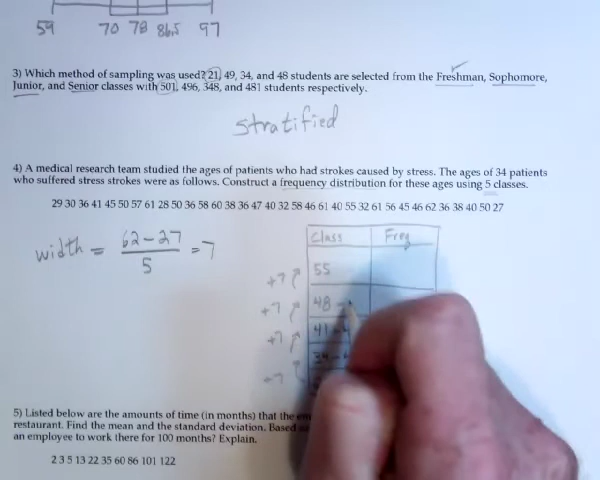 59 70 78 86.5 97
3) Which method of sampling was used? 21, 49, 34, and 48 students are selected from the Freshman, Sophomore,
Junior, and Senior classes with 501, 496, 348, and 481 students respectively.
stratified
4) A medical research team studied the ages of patients who had strokes caused by stress. The ages of 34 patients
who suffered stress strokes were as follows. Construct a frequency distribution for these ages using 5 classes.
29 30 36 41 45 50 57 61 28 50 36 58 60 38 36 47 40 32 58 46 61 40 55 32 61 56 45 46 62 36 38 40 50 27
width = 62-27 / 5 = 7
Class Freq
+7 55
+7 48 -
+7 41 - 4
+7 34 -
5) Listed below are the amounts of time (in months) that the
restaurant. Find the mean and the standard deviation. Based
an employee to work there for 100 months? Explain.
2 3 5 13 22 35 60 86 101 122